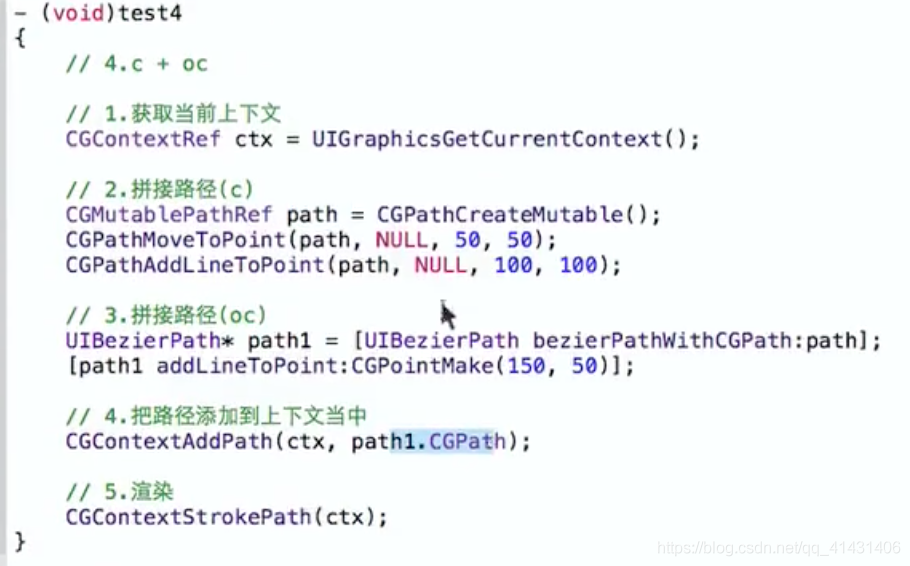 - (void)test4
{
// 4.c + oc
// 1.获取当前上下文
CGContextRef ctx = UIGraphicsGetCurrentContext();
// 2.拼接路径(c)
CGMutablePathRef path = CGPathCreateMutable();
CGPathMoveToPoint(path, NULL, 50, 50);
CGPathAddLineToPoint(path, NULL, 100, 100);
// 3.拼接路径(oc)
UIBezierPath* path1 = [UIBezierPath bezierPathWithCGPath:path];
[path1 addLineToPoint:CGPointMake(150, 50)];
// 4.把路径添加到上下文当中
CGContextAddPath(ctx, path1.CGPath);
// 5.渲染
CGContextStrokePath(ctx);
}
https://blog.csdn.net/qq_41431406